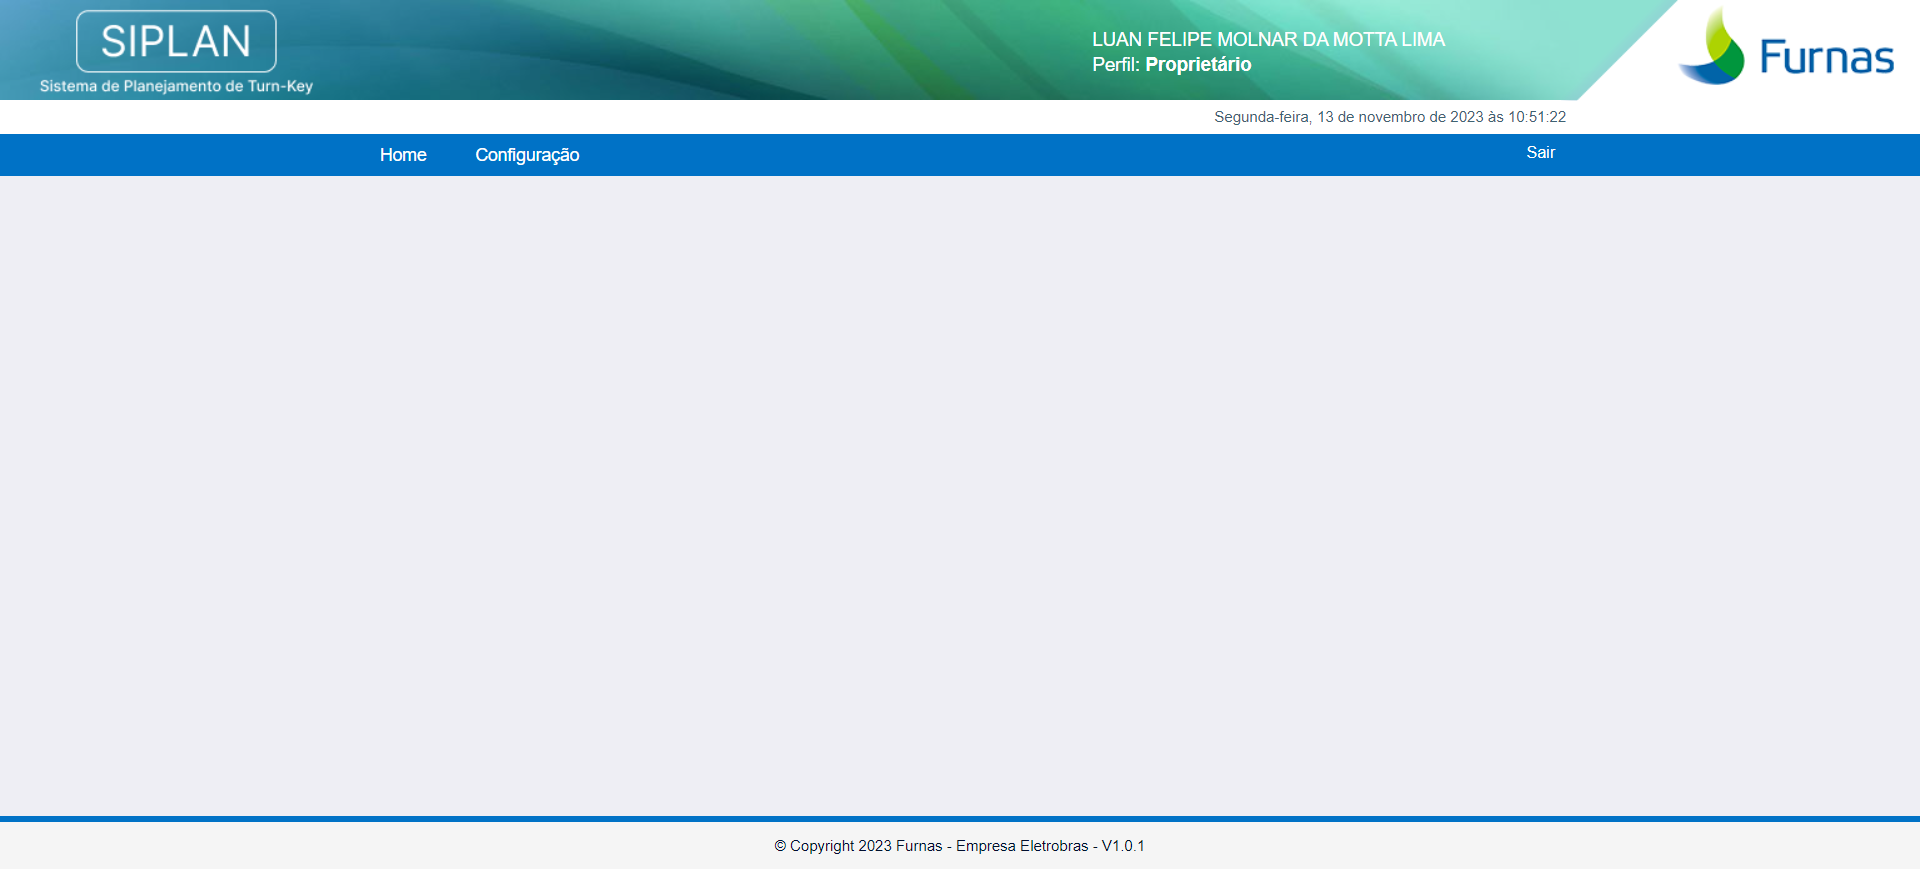 SIPLAN
Sistema de Planejamento de Turn-Key
LUAN FELIPE MOLNAR DA MOTTA LIMA
Perfil: Proprietário
Furnas
Segunda-feira, 13 de novembro de 2023 às 10:51:22
Home Configuração Sair
© Copyright 2023 Furnas - Empresa Eletrobras - V1.0.1